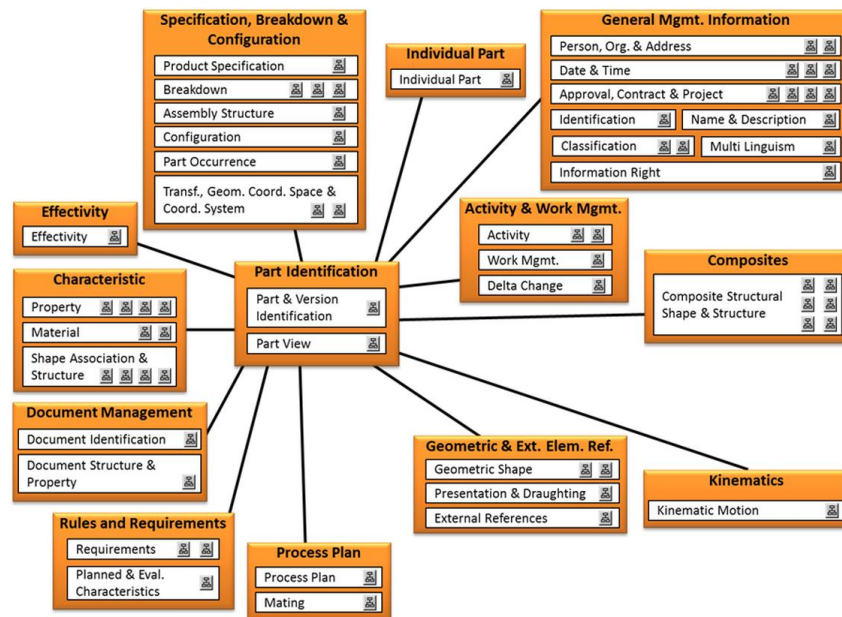 Specification, Breakdown &
Configuration
Product Specification
Breakdown
Assembly Structure
Configuration
Part Occurrence
Transf., Geom. Coord. Space &
Coord. System
Individual Part
Individual Part
General Mgmt. Information
Person, Org. & Address
Date & Time
Approval, Contract & Project
Identification
Name & Description
Classification
Multi Linguism
Information Right
Effectivity
Effectivity
Activity & Work Mgmt.
Activity
Work Mgmt.
Delta Change
Part Identification
Part & Version
Identification
Part View
Composites
Composite Structural
Shape & Structure
Characteristic
Property
Material
Shape Association &
Structure
Document Management
Document Identification
Document Structure &
Property
Geometric & Ext. Elem. Ref.
Geometric Shape
Presentation & Draughting
External References
Kinematics
Kinematic Motion
Rules and Requirements
Requirements
Planned & Eval.
Characteristics
Process Plan
Process Plan
Mating